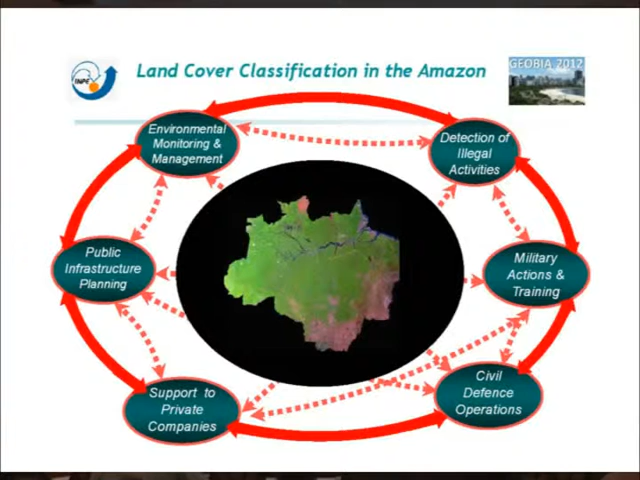 Land Cover Classification in the Amazon
INPE
GEOBIA 2012
Environmental
Monitoring &
Management
Detection of
Illegal
Activities
Public
Infrastructure
Planning
Military
Actions &
Training
Support to
Private
Companies
Civil
Defence
Operations